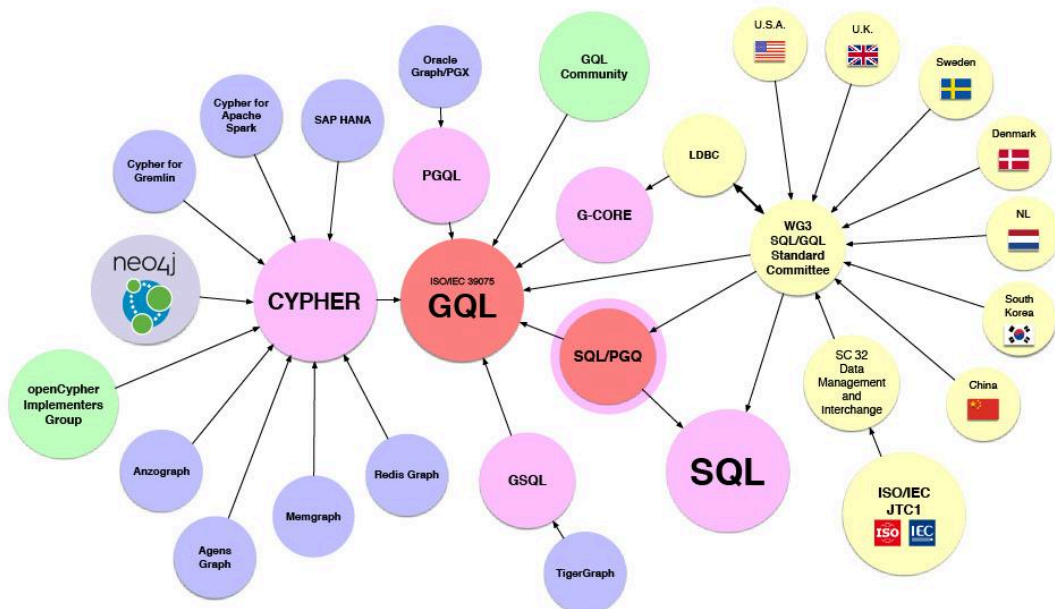 U.S.A.
U.K.
Sweden
Denmark
NL
South
Korea
China
Oracle
Graph/PGX
GQL
Community
Cypher for
Apache
Spark
SAP HANA
Cypher for
Gremlin
PGQL
LDBC
G-CORE
WG3
SQL/GQL
Standard
Committee
neo4j
CYPHER
ISO/IEC 39075
GQL
SQL/PGQ
SC 32
Data
Management
and
Interchange
openCypher
Implementers
Group
Anzograph
Agens
Graph
Memgraph
Redis Graph
GSQL
TigerGraph
SQL
ISO/IEC
JTC1
ISO
IEC